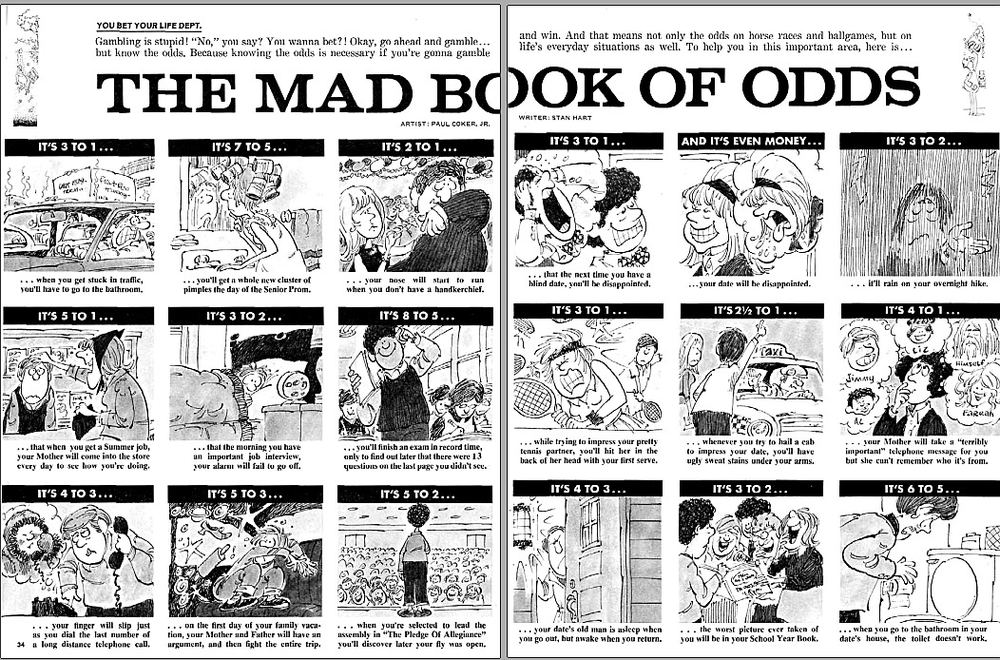 YOU BET YOUR LIFE DEPT.
Gambling is stupid! "No," you say? You wanna bet?! Okay, go ahead and gamble...
but know the odds. Because knowing the odds is necessary if you're gonna gamble
and win. And that means not only the odds on horse races and ballgames, but on
life's everyday situations as well. To help you in this important area, here is...
THE MAD BOOK OF ODDS
ARTIST: PAUL COKER, JR.
WRITER: STAN HART
IT'S 3 TO 1...
...when you get stuck in traffic,
you'll have to go to the bathroom.
IT'S 7 TO 5...
...you'll get a whole new cluster of
pimples the day of the Senior Prom.
IT'S 2 TO 1...
...your nose will start to run
when you don't have a handkerchief.
IT'S 5 TO 1...
...that when you get a Summer job,
your Mother will come into the store
every day to see how you're doing.
IT'S 3 TO 2...
...that the morning you have
an important job interview,
your alarm will fail to go off.
IT'S 8 TO 5...
...you'll finish an exam in record time,
only to find out later that there were 13
questions on the last page you didn't see.
IT'S 4 TO 3...
...your finger will slip just
as you dial the last number of
a long distance telephone call.
IT'S 5 TO 3...
...on the first day of your family vaca-
tion, your Mother and Father will have an
argument, and then fight the entire trip.
IT'S 5 TO 2...
...when you're selected to lead the
assembly in "The Pledge Of Allegiance"
you'll discover later your fly was open.
34
IT'S 3 TO 1...
...that the next time you have a
blind date, you'll be disappointed.
AND IT'S EVEN MONEY...
...your date will be disappointed.
IT'S 3 TO 2...
...it'll rain on your overnight hike.
IT'S 3 TO 1...
...while trying to impress your pretty
tennis partner, you'll hit her in the
back of her head with your first serve.
IT'S 2½ TO 1...
TAXI
...whenever you try to hail a cab
to impress your date, you'll have
ugly sweat stains under your arms.
IT'S 4 TO 1...
LIZ
HIMSELF
JIMMY
AL
FARRAH
...your Mother will take a "terribly
important" telephone message for you
but she can't remember who it's from.
IT'S 4 TO 3...
...your date's old man is asleep when
you go out, but awake when you return.
IT'S 3 TO 2...
...the worst picture ever taken of
you will be in School Year Book.
IT'S 6 TO 5...
...when you go to the bathroom in your
date's house, the toilet doesn't work.